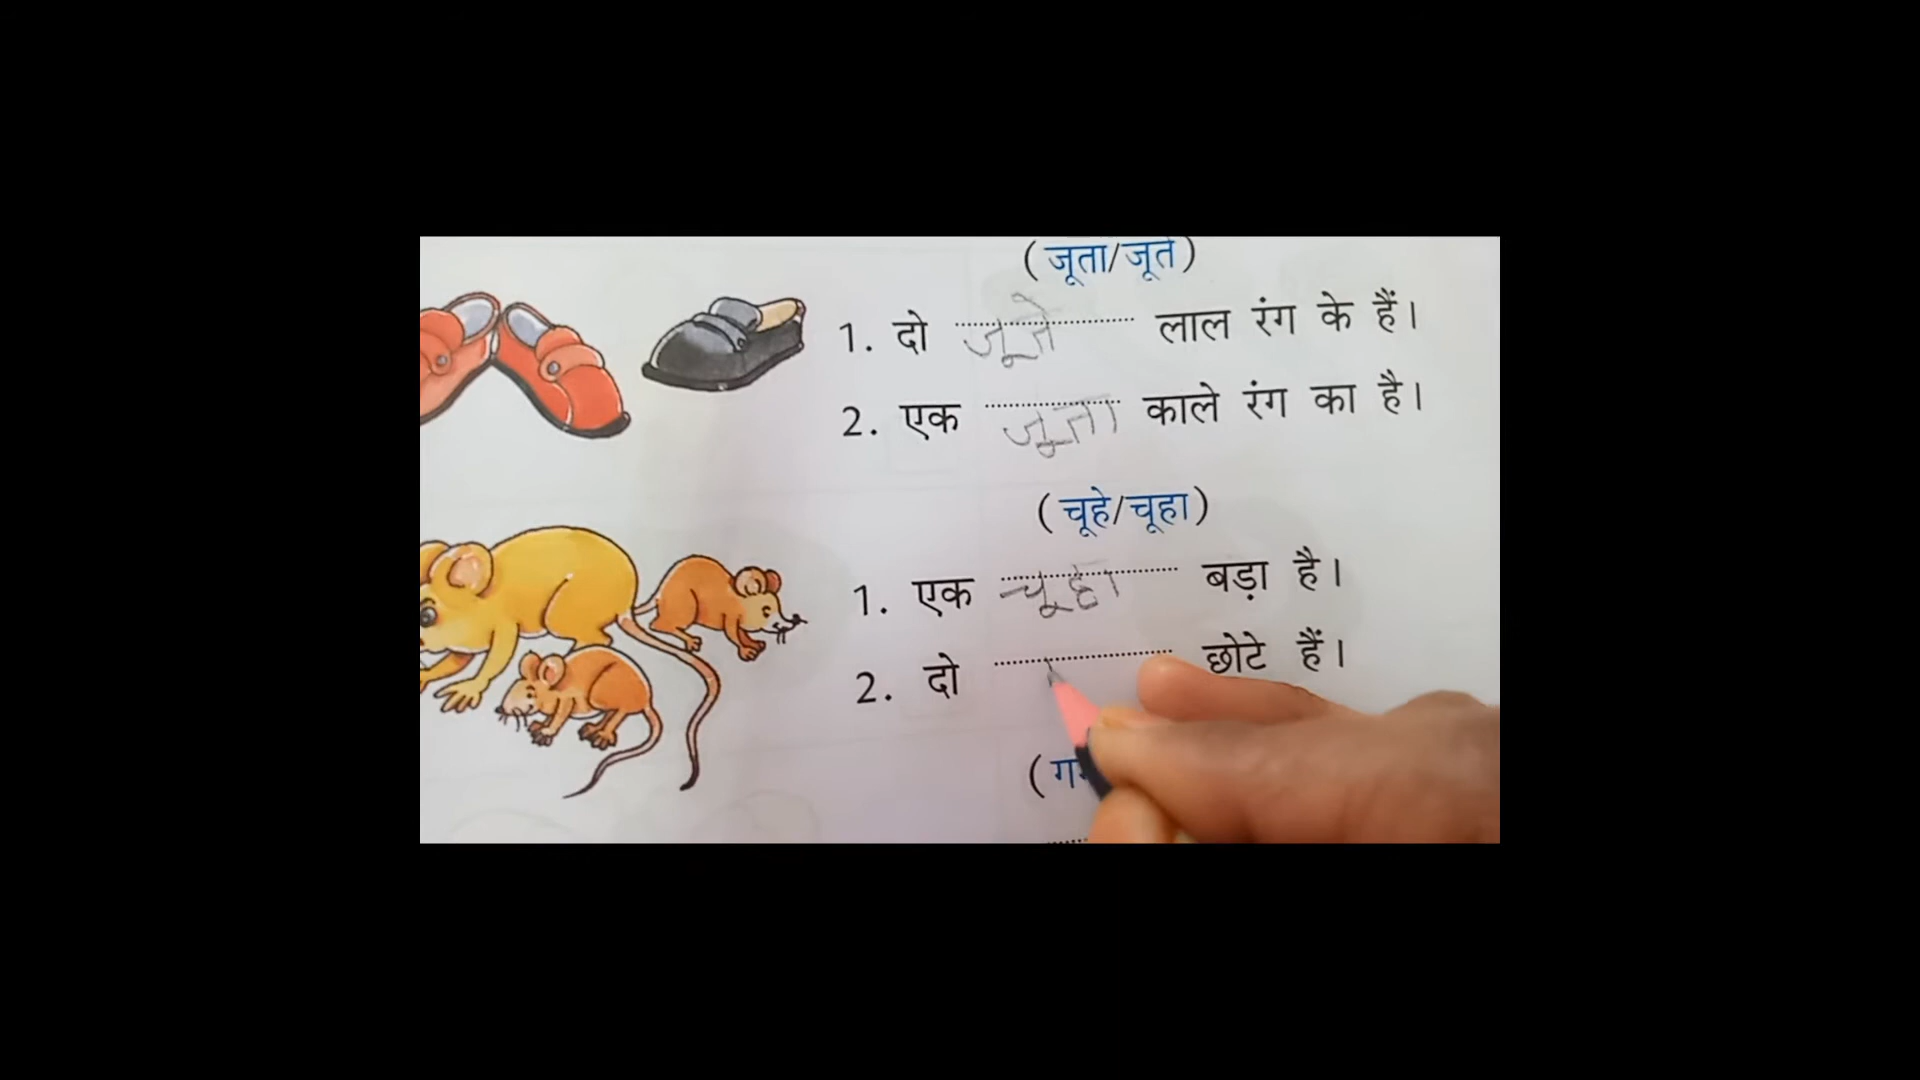 (जूता/जूते)
1. दो जूते लाल रंग के हैं।
2. एक जूता काले रंग का है।
(चूहे/चूहा)
1. एक चूहा बड़ा है।
2. दो छोटे हैं।